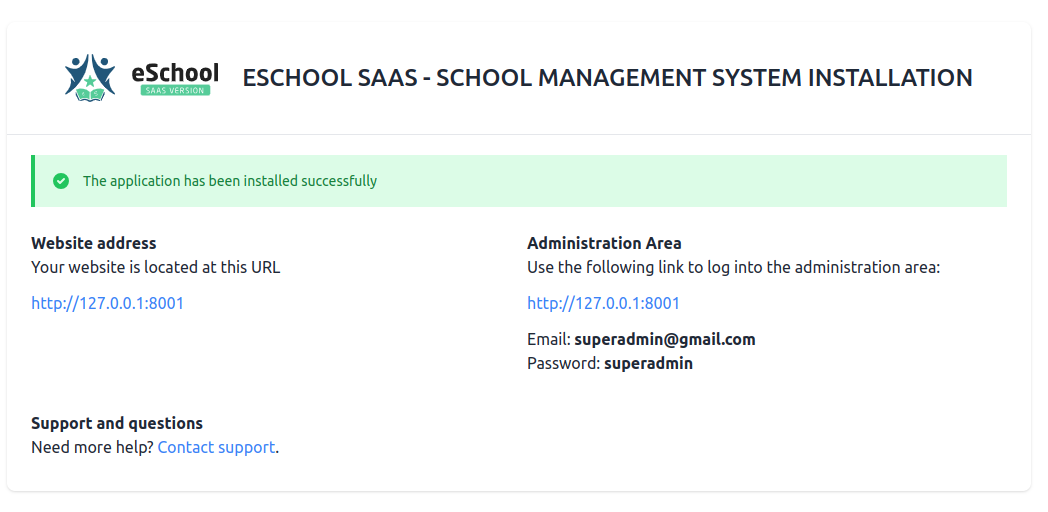 eSchool
SAAS VERSION
ESCHOOL SAAS - SCHOOL MANAGEMENT SYSTEM INSTALLATION
The application has been installed successfully
Website address
Your website is located at this URL
http://127.0.0.1:8001
Administration Area
Use the following link to log into the administration area:
http://127.0.0.1:8001
Email: superadmin@gmail.com
Password: superadmin
Support and questions
Need more help? Contact support.